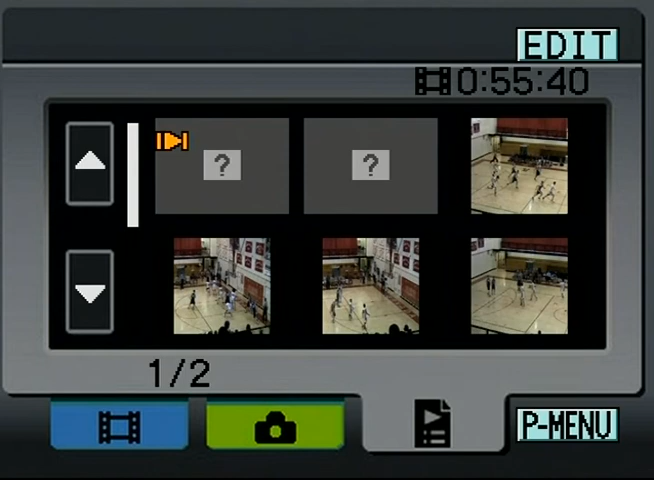 EDIT
0:55:40
?
?
1/2
P-MENU